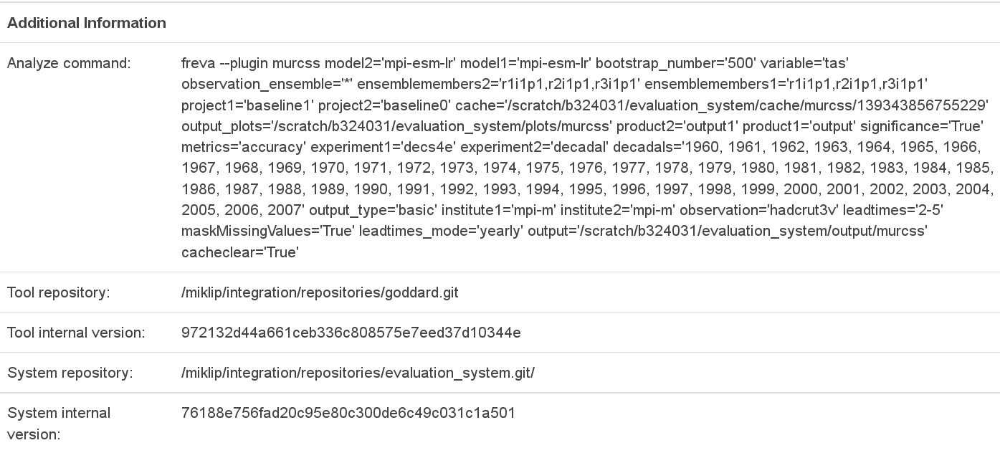 Additional Information
Analyze command:
freva --plugin murcss model2='mpi-esm-lr' model1='mpi-esm-lr' bootstrap_number='500' variable='tas'
observation_ensemble='*' ensemblemembers2='r1i1p1,r2i1p1,r3i1p1' ensemblemembers1='r1i1p1,r2i1p1,r3i1p1'
project1='baseline1' project2='baseline0' cache='/scratch/b324031/evaluation_system/cache/murcss/139343856755229'
output_plots='/scratch/b324031/evaluation_system/plots/murcss' product2='output1' product1='output' significance='True'
metrics='accuracy' experiment1='decs4e' experiment2='decadal' decadals='1960, 1961, 1962, 1963, 1964, 1965, 1966,
1967, 1968, 1969, 1970, 1971, 1972, 1973, 1974, 1975, 1976, 1977, 1978, 1979, 1980, 1981, 1982, 1983, 1984, 1985,
1986, 1987, 1988, 1989, 1990, 1991, 1992, 1993, 1994, 1995, 1996, 1997, 1998, 1999, 2000, 2001, 2002, 2003, 2004,
2005, 2006, 2007' output_type='basic' institute1='mpi-m' institute2='mpi-m' observation='hadcrut3v' leadtimes='2-5'
maskMissingValues='True' leadtimes_mode='yearly' output='/scratch/b324031/evaluation_system/output/murcss'
cacheclear='True'
Tool repository:
/miklip/integration/repositories/goddard.git
Tool internal version:
972132d44a661ceb336c808575e7eed37d10344e
System repository:
/miklip/integration/repositories/evaluation_system.git/
System internal
version:
76188e756fad20c95e80c300de6c49c031c1a501